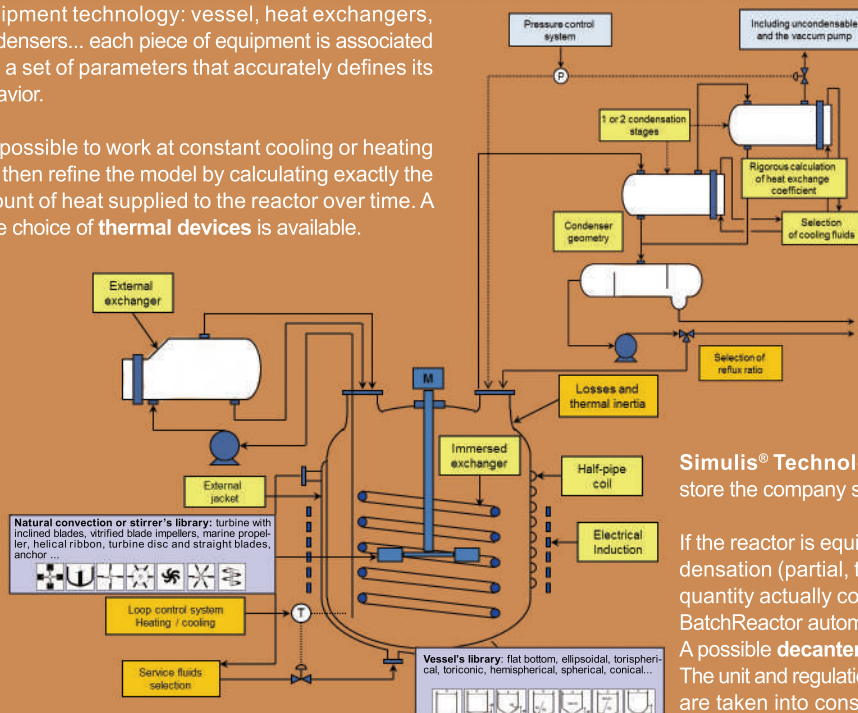 ipment technology: vessel, heat exchangers,
densers... each piece of equipment is associated
a set of parameters that accurately defines its
avior.
possible to work at constant cooling or heating
then refine the model by calculating exactly the
ount of heat supplied to the reactor over time. A
e choice of thermal devices is available.
Pressure control
system
Including uncondensable
and the vaccum pump
P
1 or 2 condensation
stages
Rigorous calculation
of heat exchange
coefficient
Condenser
geometry
Selection
of cooling fluids
External
exchanger
Selection of
reflux ratio
M
Losses and
thermal inertia
Immersed
exchanger
Half-pipe
coil
External
jacket
Electrical
Induction
Natural convection or stirrer's library: turbine with
inclined blades, vitrified blade impellers, marine propel-
ler, helical ribbon, turbine disc and straight blades,
anchor ...
Loop control system
Heating / cooling
T
Service fluids
selection
Vessel's library: flat bottom, ellipsoidal, torispheri-
cal, toriconic, hemispherical, spherical, conical...
Simulis® Technol
store the company s
If the reactor is equi
densation (partial, t
quantity actually co
BatchReactor autom
A possible decanter
The unit and regulatio
are taken into cons